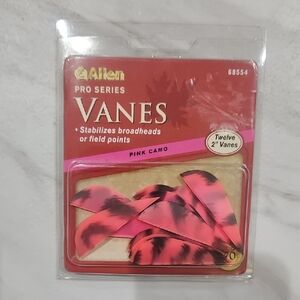 Allen
68554
PRO SERIES
VANES
• Stabilizes broadheads
or field points
Twelve
2" Vanes
PINK CAMO